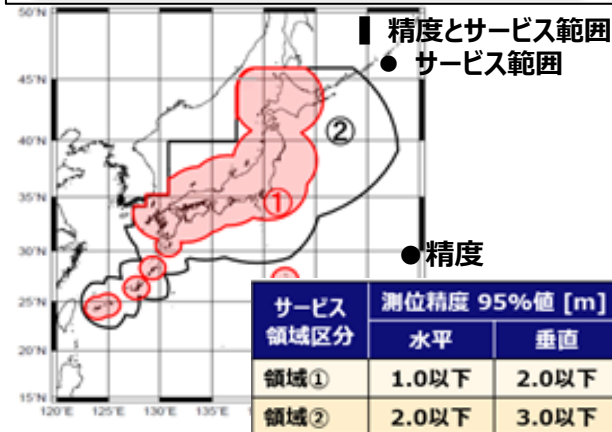 精度とサービス範囲
● サービス範囲
50°N
45°N
40°N
35°N
30°N
25°N
20°N
15°N
120°E 125°E 130°E 135°E
①
②
●精度
サービス領域区分 測位精度 95%値 [m]
水平 垂直
領域① 1.0以下 2.0以下
領域② 2.0以下 3.0以下